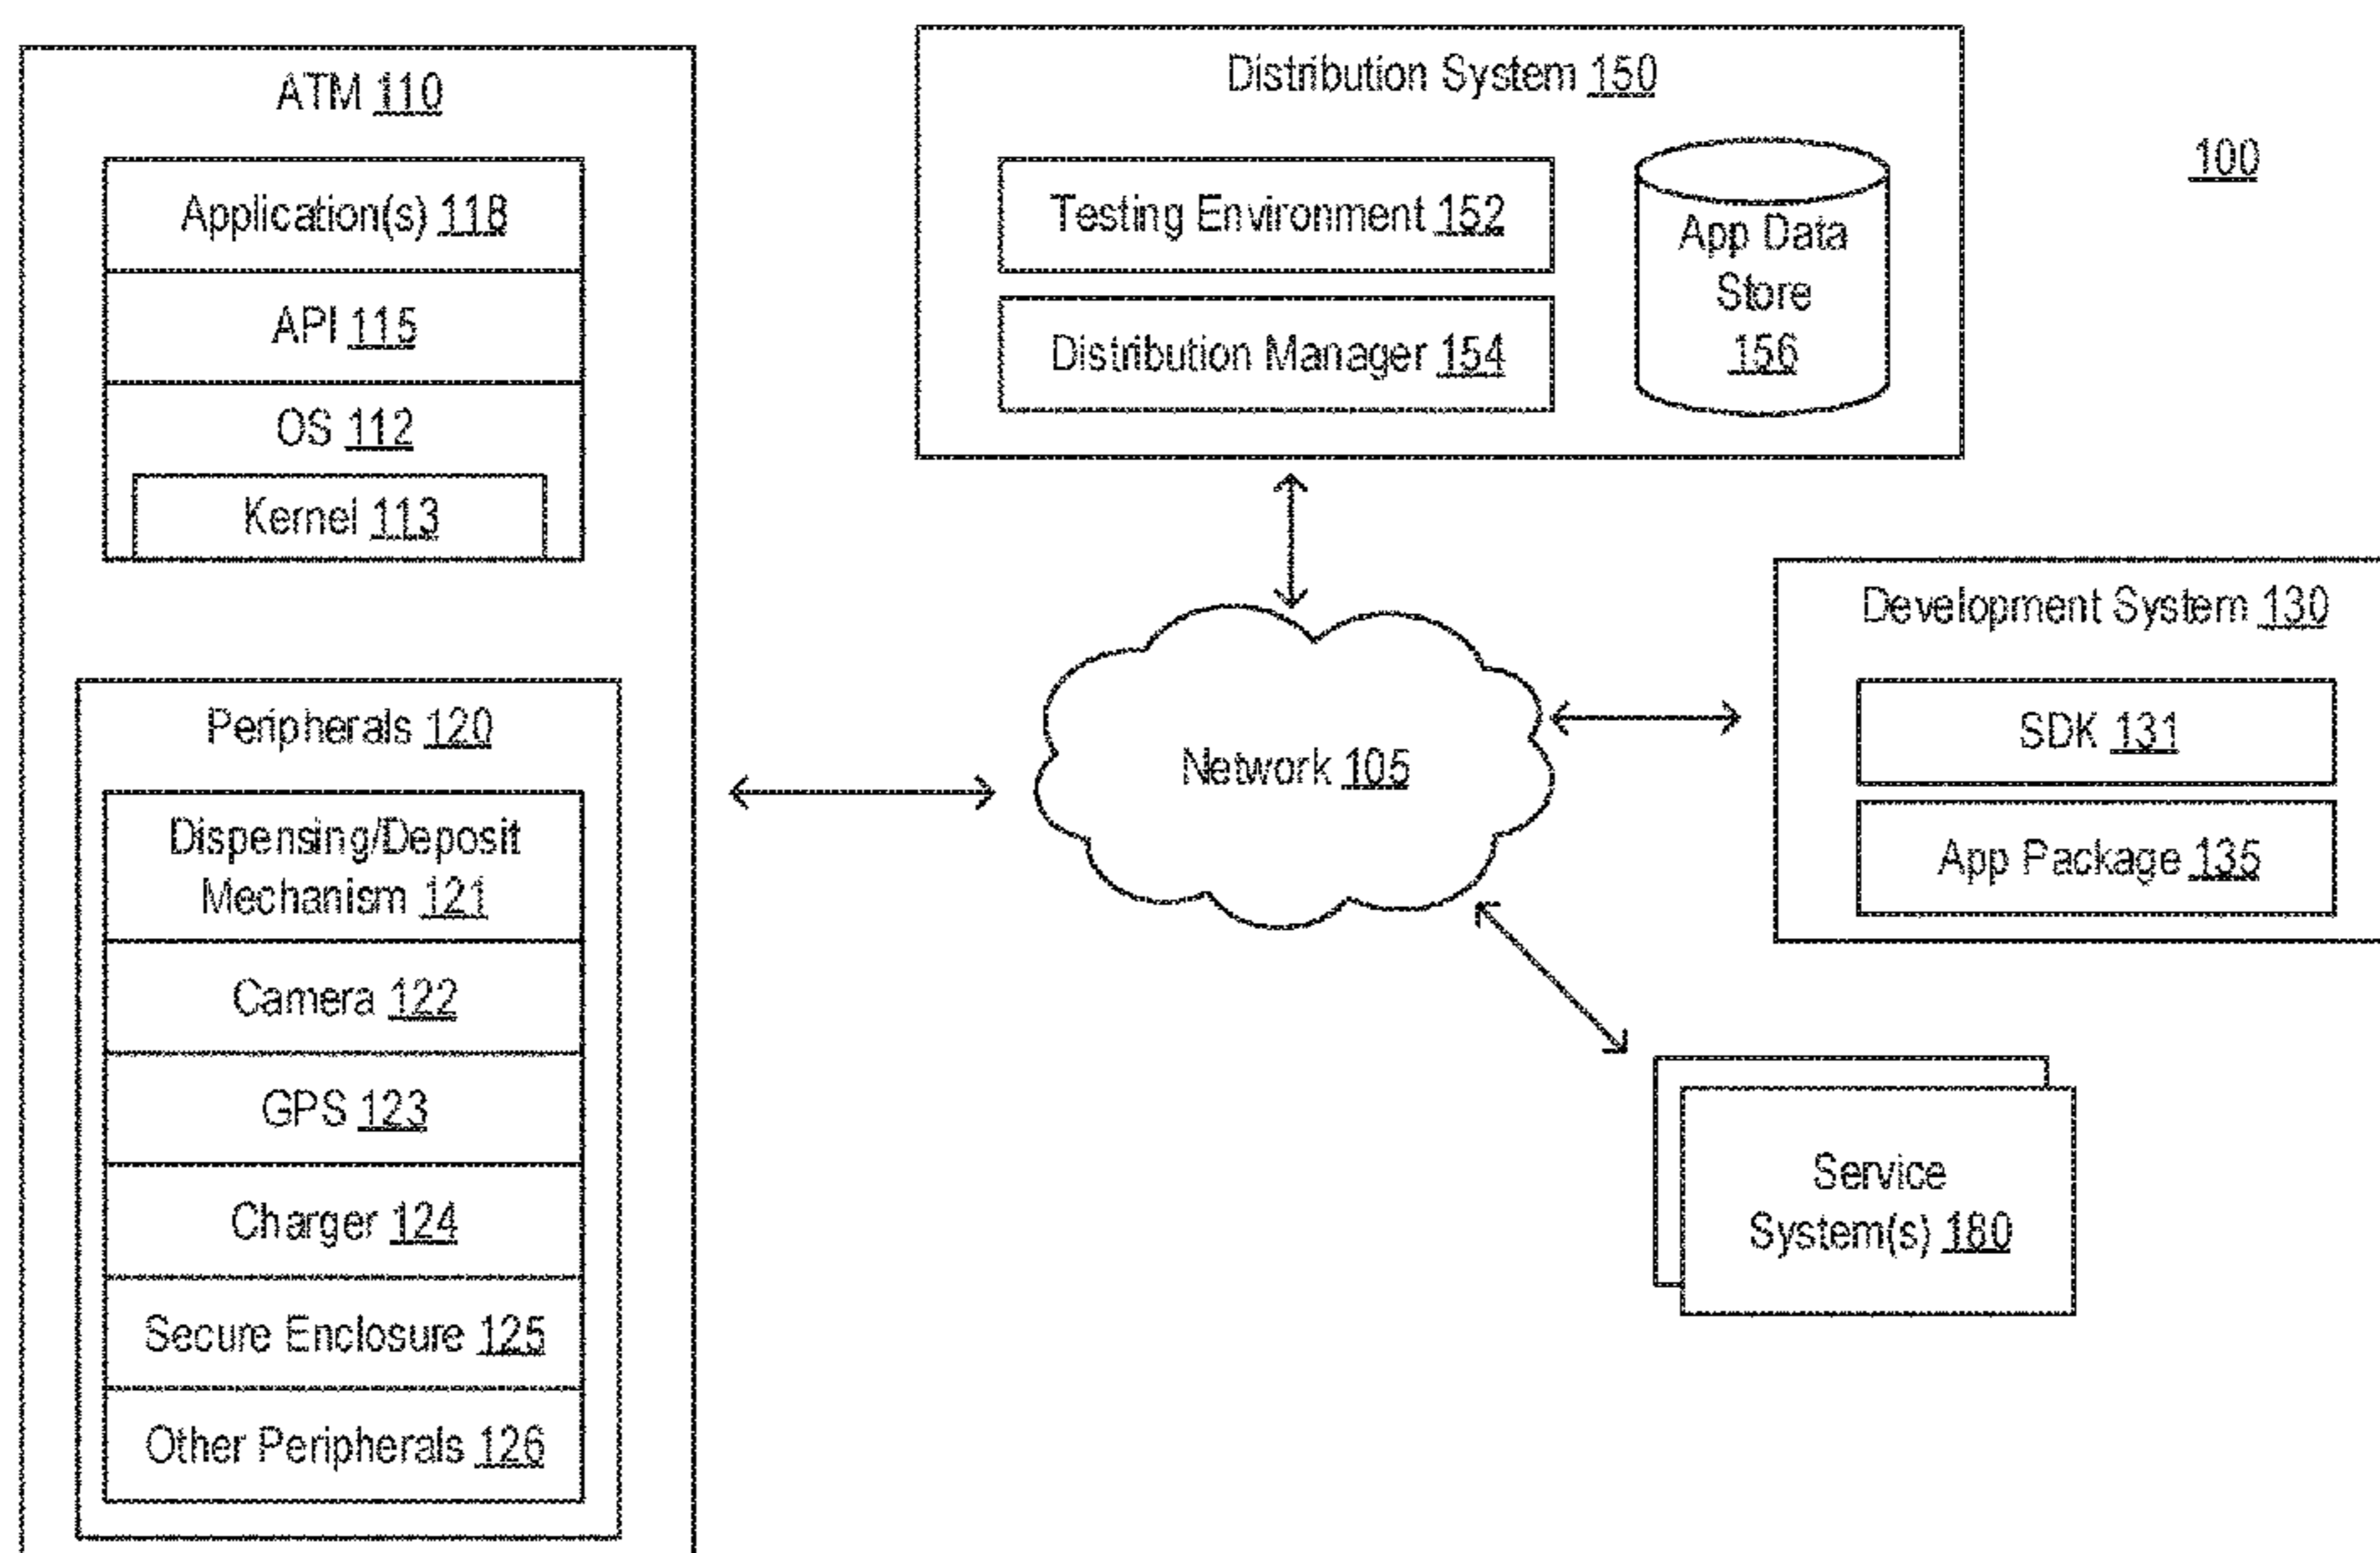 ATM 110
Application(s) 118
API 115
OS 112
Kernel 113
Peripherals 120
Dispensing/Deposit
Mechanism 121
Camera 122
GPS 123
Charger 124
Secure Enclosure 125
Other Peripherals 126
Distribution System 150
Testing Environment 152
Distribution Manager 154
App Data
Store
156
100
Network 105
Development System 130
SDK 131
App Package 135
Service
System(s) 180